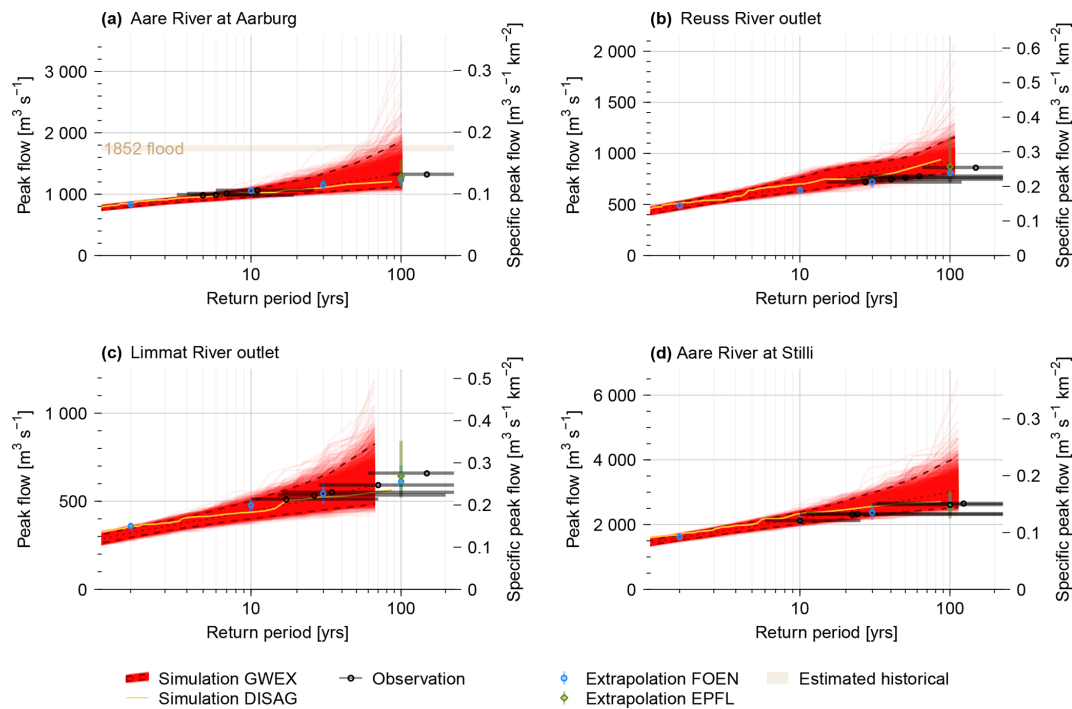 (a) Aare River at Aarburg
Peak flow [m³ s⁻¹]
3 000
2 000
1 000
0
1852 flood
0.3
0.2
0.1
0
Specific peak flow [m³ s⁻¹ km⁻²]
10
100
Return period [yrs]
(b) Reuss River outlet
Peak flow [m³ s⁻¹]
2 000
1 500
1 000
500
0
0.6
0.5
0.4
0.3
0.2
0.1
0
Specific peak flow [m³ s⁻¹ km⁻²]
10
100
Return period [yrs]
(c) Limmat River outlet
Peak flow [m³ s⁻¹]
1 000
500
0
0.5
0.4
0.3
0.2
0.1
0
Specific peak flow [m³ s⁻¹ km⁻²]
10
100
Return period [yrs]
(d) Aare River at Stilli
Peak flow [m³ s⁻¹]
6 000
4 000
2 000
0
0.3
0.2
0.1
0
Specific peak flow [m³ s⁻¹ km⁻²]
10
100
Return period [yrs]
Simulation GWEX
Observation
Extrapolation FOEN
Estimated historical
Simulation DISAG
Extrapolation EPFL